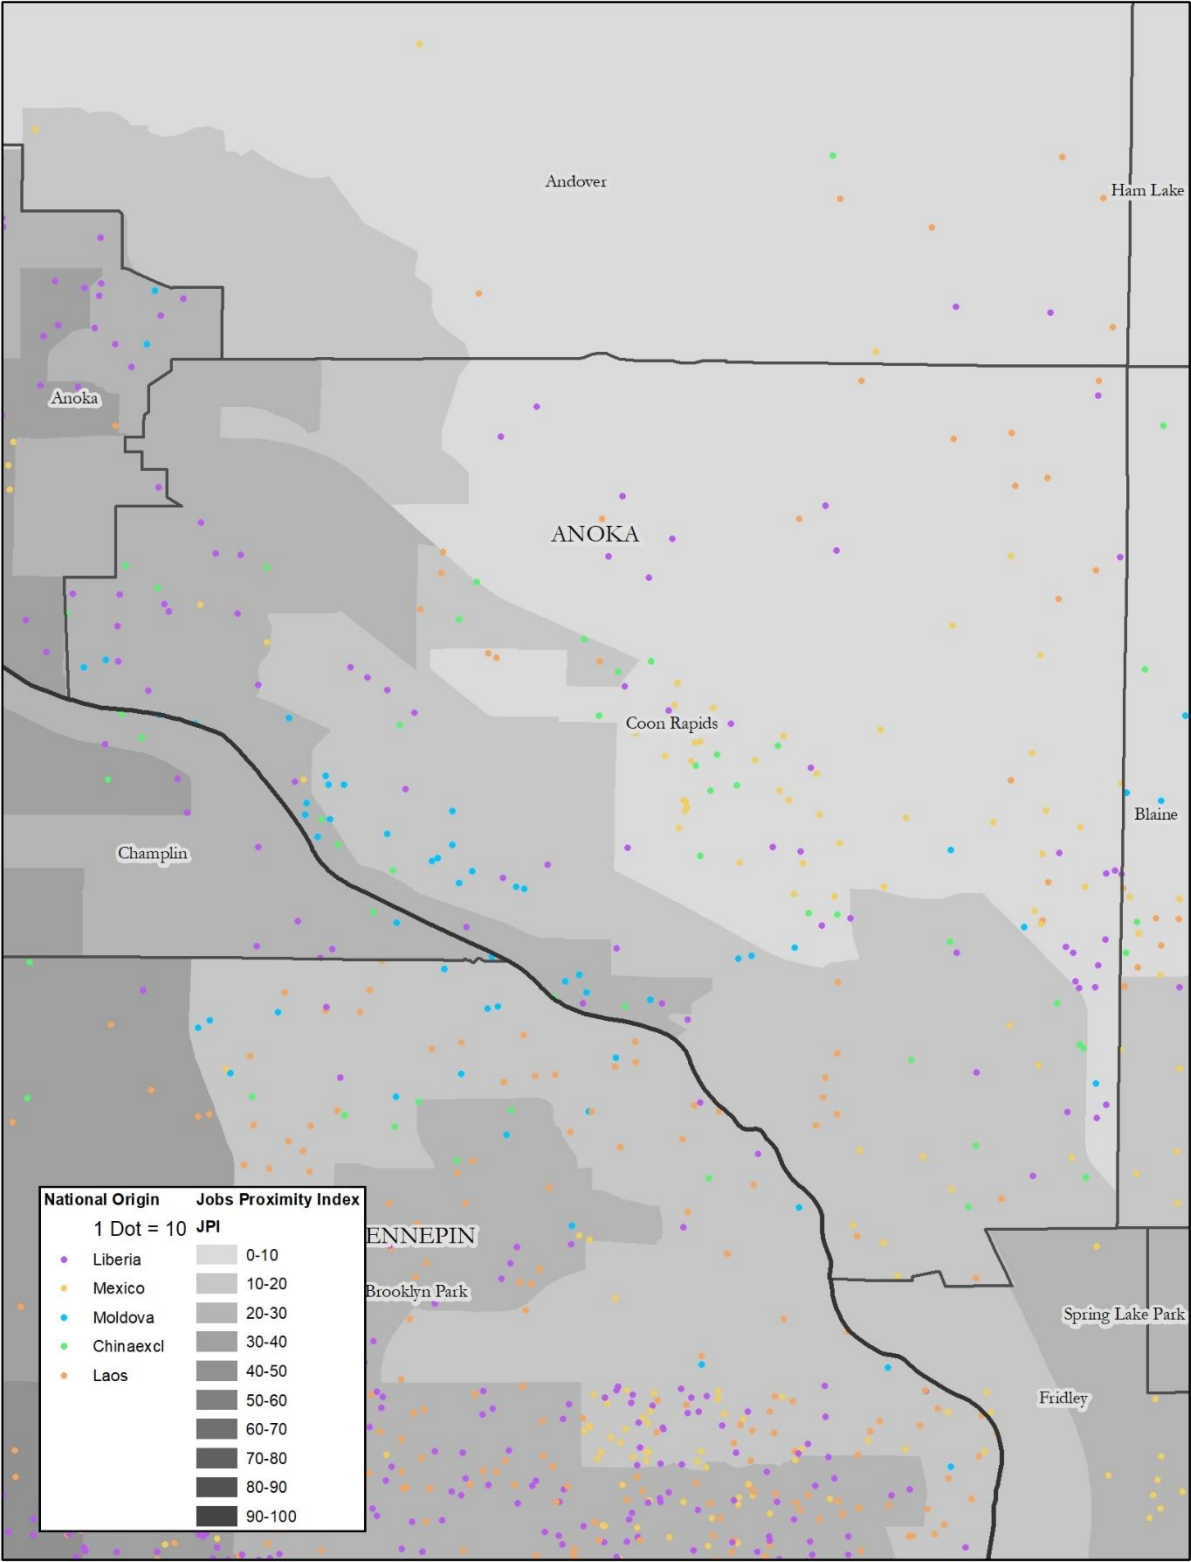 Andover
Ham Lake
Anoka
ANOKA
Coon Rapids
Blaine
Champlin
ENNEPIN
Brooklyn Park
Spring Lake Park
Fridley
National Origin
1 Dot = 10
Liberia
Mexico
Moldova
Chinaexcl
Laos
Jobs Proximity Index
JPI
0-10
10-20
20-30
30-40
40-50
50-60
60-70
70-80
80-90
90-100